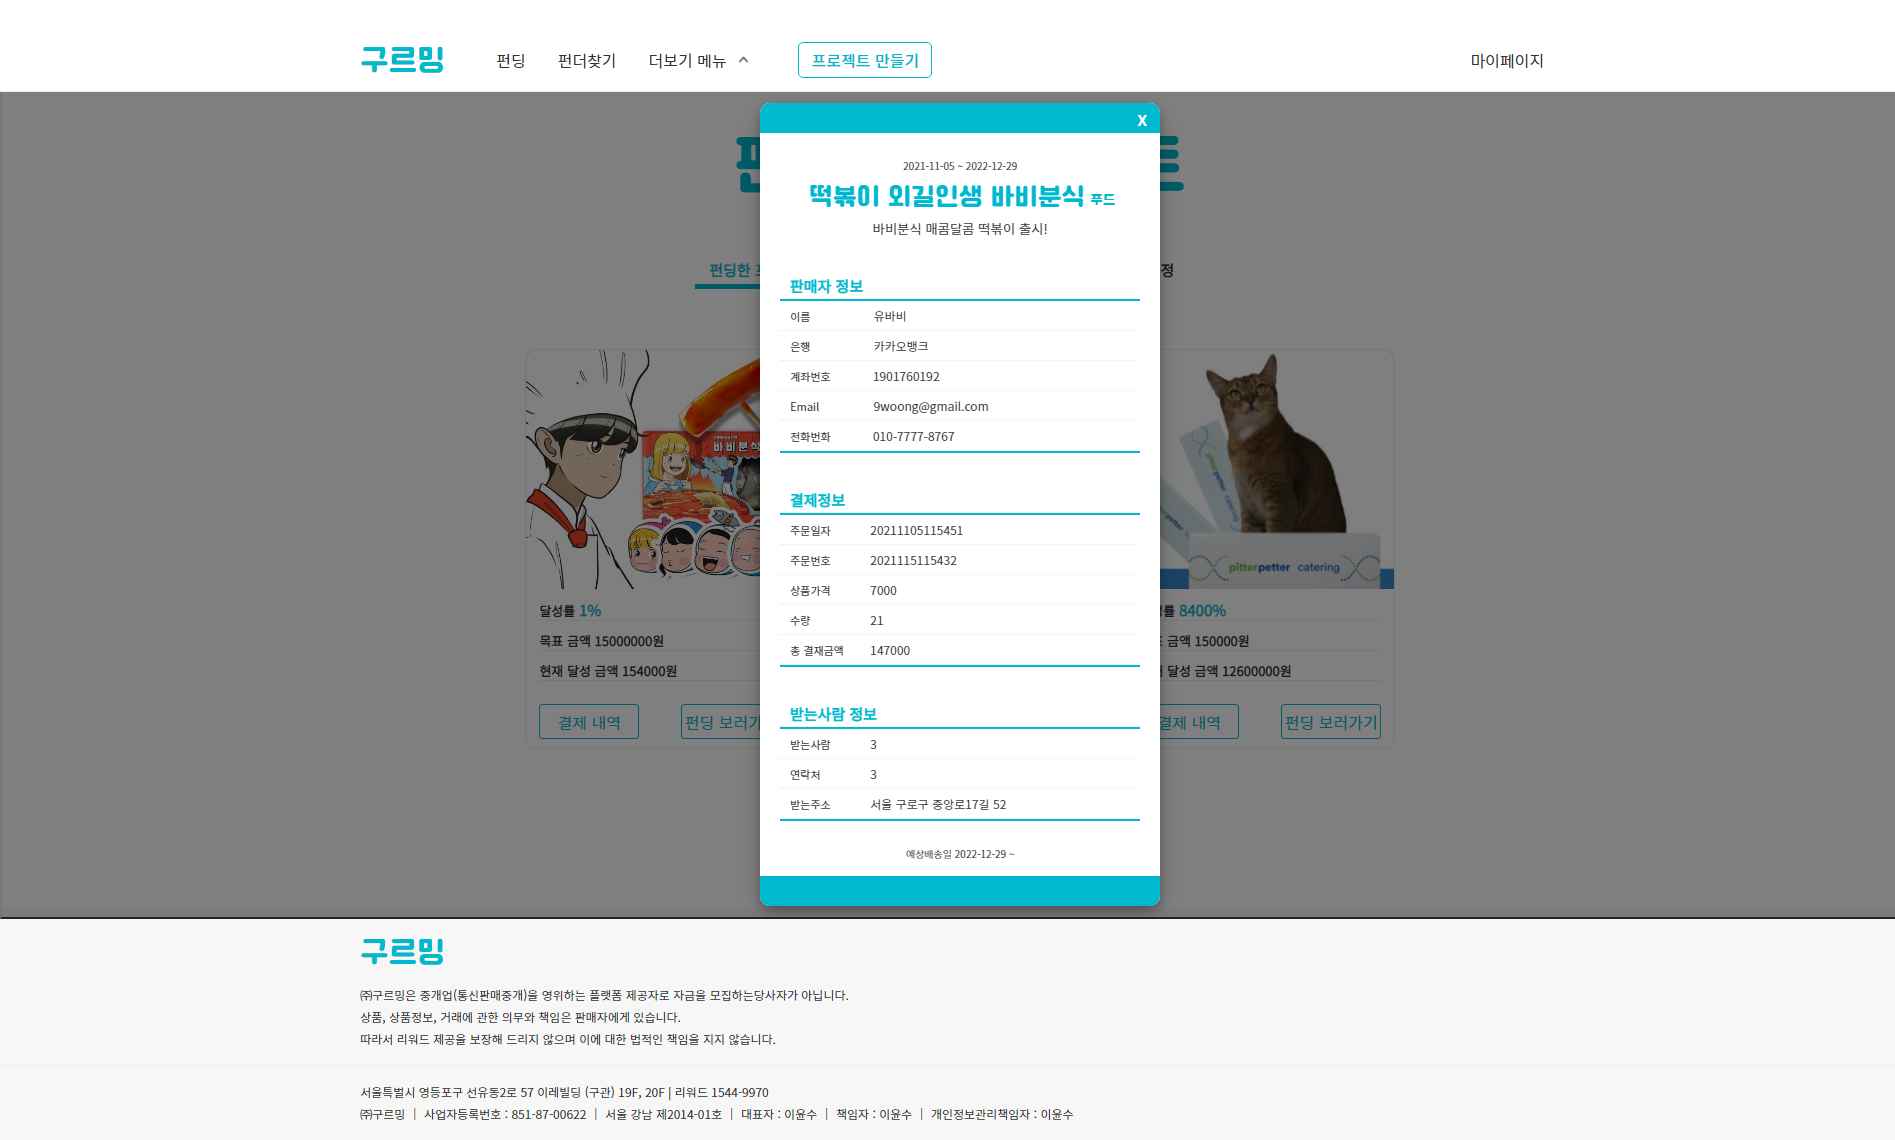 구르밍
펀딩
펀더찾기
더보기 메뉴
프로젝트 만들기
마이페이지
X
2021-11-05 ~ 2022-12-29
떡볶이 외길인생 바비분식 푸드
바비분식 매콤달콤 떡볶이 출시!
판매자 정보
이름 유바비
은행 카카오뱅크
계좌번호 1901760192
Email 9woong@gmail.com
전화번화 010-7777-8767
결제정보
주문일자 20211105115451
주문번호 2021115115432
상품가격 7000
수량 21
총 결재금액 147000
받는사람 정보
받는사람 3
연락처 3
받는주소 서울 구로구 중앙로17길 52
예상배송일 2022-12-29 ~
펀딩한
정
바비분식
달성률 1%
목표 금액 15000000원
현재 달성 금액 154000원
결제 내역
펀딩 보러가
pitterpetter catering
률 8400%
금액 150000원
달성 금액 12600000원
결제 내역
펀딩 보러가기
구르밍
㈜구르밍은 중개업(통신판매중개)을 영위하는 플랫폼 제공자로 자금을 모집하는당사자가 아닙니다.
상품, 상품정보, 거래에 관한 의무와 책임은 판매자에게 있습니다.
따라서 리워드 제공을 보장해 드리지 않으며 이에 대한 법적인 책임을 지지 않습니다.
서울특별시 영등포구 선유동2로 57 이레빌딩 (구관) 19F, 20F | 리워드 1544-9970
㈜구르밍 | 사업자등록번호 : 851-87-00622 | 서울 강남 제2014-01호 | 대표자 : 이윤수 | 책임자 : 이윤수 | 개인정보관리책임자 : 이윤수